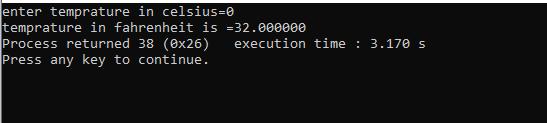 enter temprature in celsius=0
temprature in fahrenheit is =32.000000
Process returned 38 (0x26)   execution time : 3.170 s
Press any key to continue.